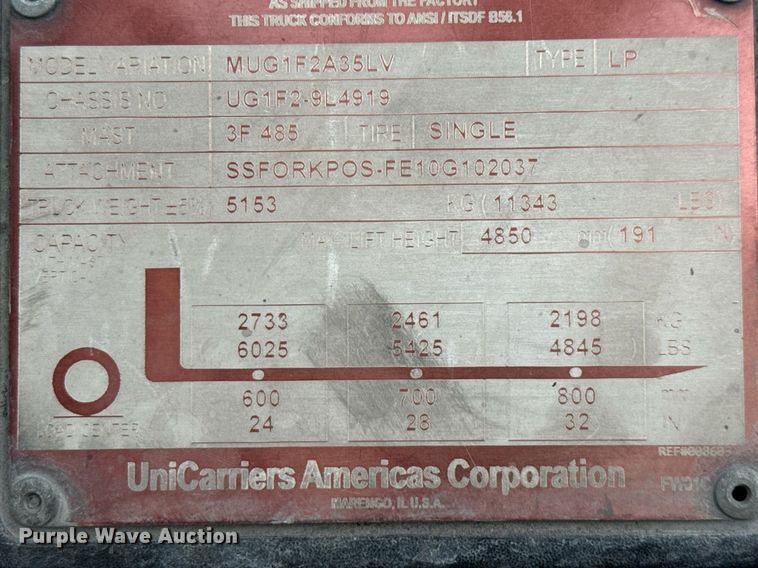 AS SHIPPED FROM THE FACTORY
THIS TRUCK CONFORMS TO ANSI / ITSDF B56.1
MODEL VARIATION MUG1F2A35LV TYPE LP
CHASSIS NO. UG1F2-9L4919
MAST 3F 485 TIRE SINGLE
ATTACHMENT SSFORKPOS-FE10G102037
TRUCK WEIGHT ±5% 5153 KG ( 11343 LBS)
CAPACITY MAX LIFT HEIGHT 4850 mm ( 191 IN)
2733 2461 2198 KG
6025 5425 4845 LBS
600 700 800 mm
24 28 32 IN
LOAD CENTER
UniCarriers Americas Corporation
MARENGO, IL U.S.A.
Purple Wave Auction